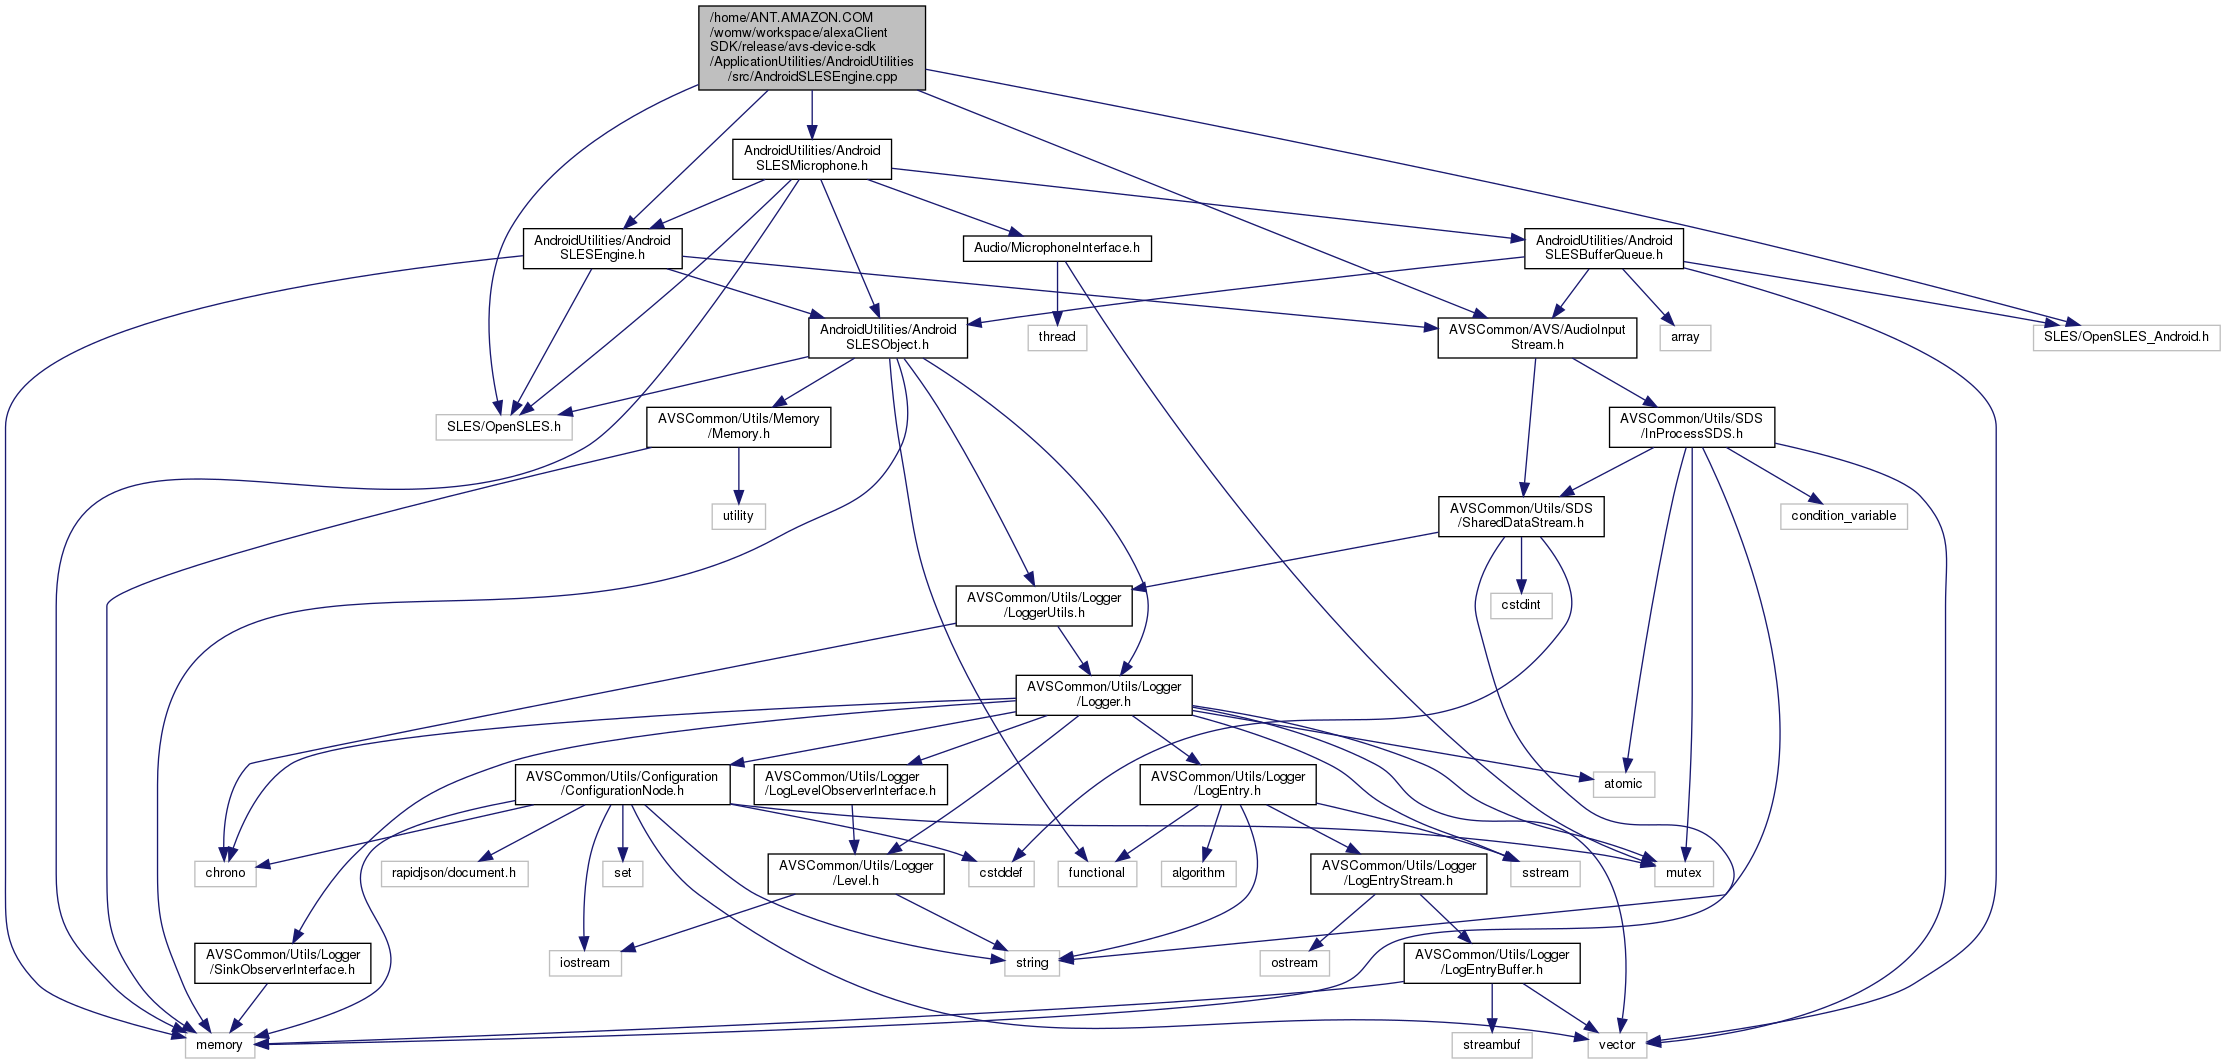 /home/ANT.AMAZON.COM
/womw/workspace/alexaClient
SDK/release/avs-device-sdk
/ApplicationUtilities/AndroidUtilities
/src/AndroidSLESEngine.cpp
AndroidUtilities/Android
SLESMicrophone.h
AndroidUtilities/Android
SLESEngine.h
Audio/MicrophoneInterface.h
AndroidUtilities/Android
SLESBufferQueue.h
AndroidUtilities/Android
SLESObject.h
thread
AVSCommon/AVS/AudioInput
Stream.h
array
SLES/OpenSLES_Android.h
SLES/OpenSLES.h
AVSCommon/Utils/Memory
/Memory.h
AVSCommon/Utils/SDS
/InProcessSDS.h
utility
AVSCommon/Utils/SDS
/SharedDataStream.h
condition_variable
AVSCommon/Utils/Logger
/LoggerUtils.h
cstdint
AVSCommon/Utils/Logger
/Logger.h
AVSCommon/Utils/Configuration
/ConfigurationNode.h
AVSCommon/Utils/Logger
/LogLevelObserverInterface.h
AVSCommon/Utils/Logger
/LogEntry.h
atomic
chrono
rapidjson/document.h
set
AVSCommon/Utils/Logger
/Level.h
cstddef
functional
algorithm
AVSCommon/Utils/Logger
/LogEntryStream.h
sstream
mutex
AVSCommon/Utils/Logger
/SinkObserverInterface.h
iostream
string
ostream
AVSCommon/Utils/Logger
/LogEntryBuffer.h
memory
streambuf
vector